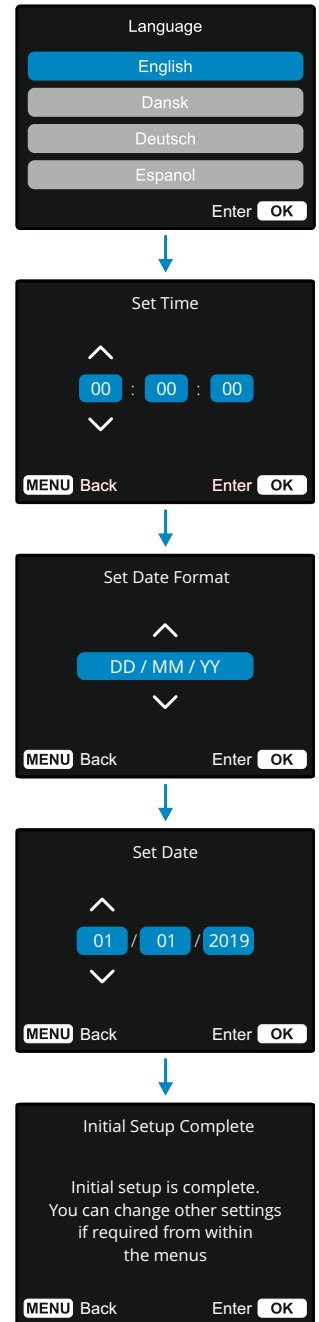 Language
English
Dansk
Deutsch
Espanol
Enter OK
Set Time
00 : 00 : 00
MENU Back Enter OK
Set Date Format
DD / MM / YY
MENU Back Enter OK
Set Date
01 / 01 / 2019
MENU Back Enter OK
Initial Setup Complete
Initial setup is complete.
You can change other settings
if required from within
the menus
MENU Back Enter OK